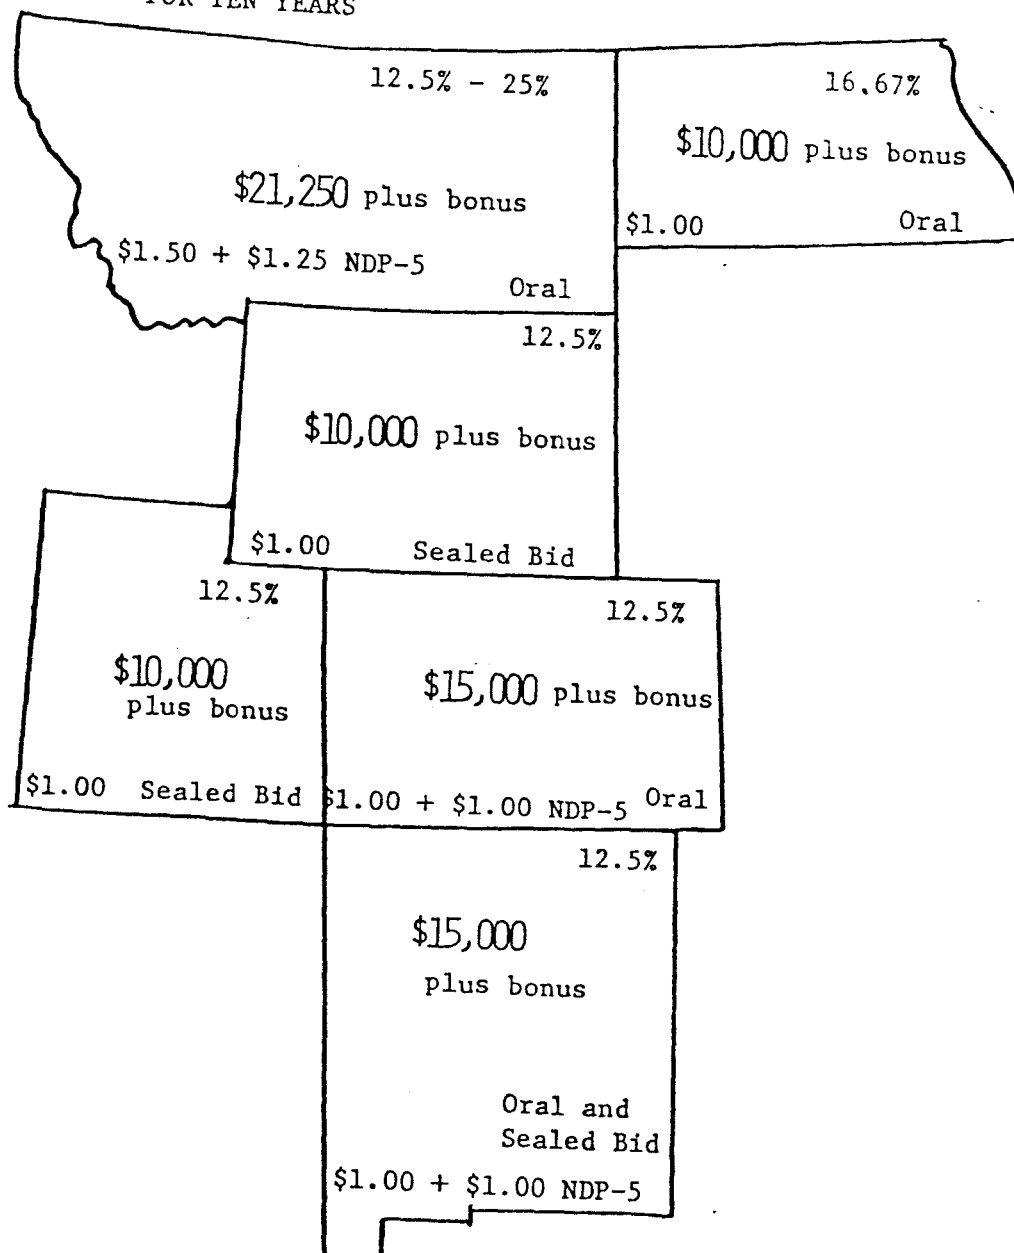 FOR TEN YEARS
12.5% - 25%
$21,250 plus bonus
$1.50 + $1.25 NDP-5
Oral
16.67%
$10,000 plus bonus
$1.00 Oral
12.5%
$10,000 plus bonus
$1.00 Sealed Bid
12.5%
$10,000
plus bonus
$1.00 Sealed Bid
12.5%
$15,000 plus bonus
$1.00 + $1.00 NDP-5 Oral
12.5%
$15,000
plus bonus
Oral and
Sealed Bid
$1.00 + $1.00 NDP-5